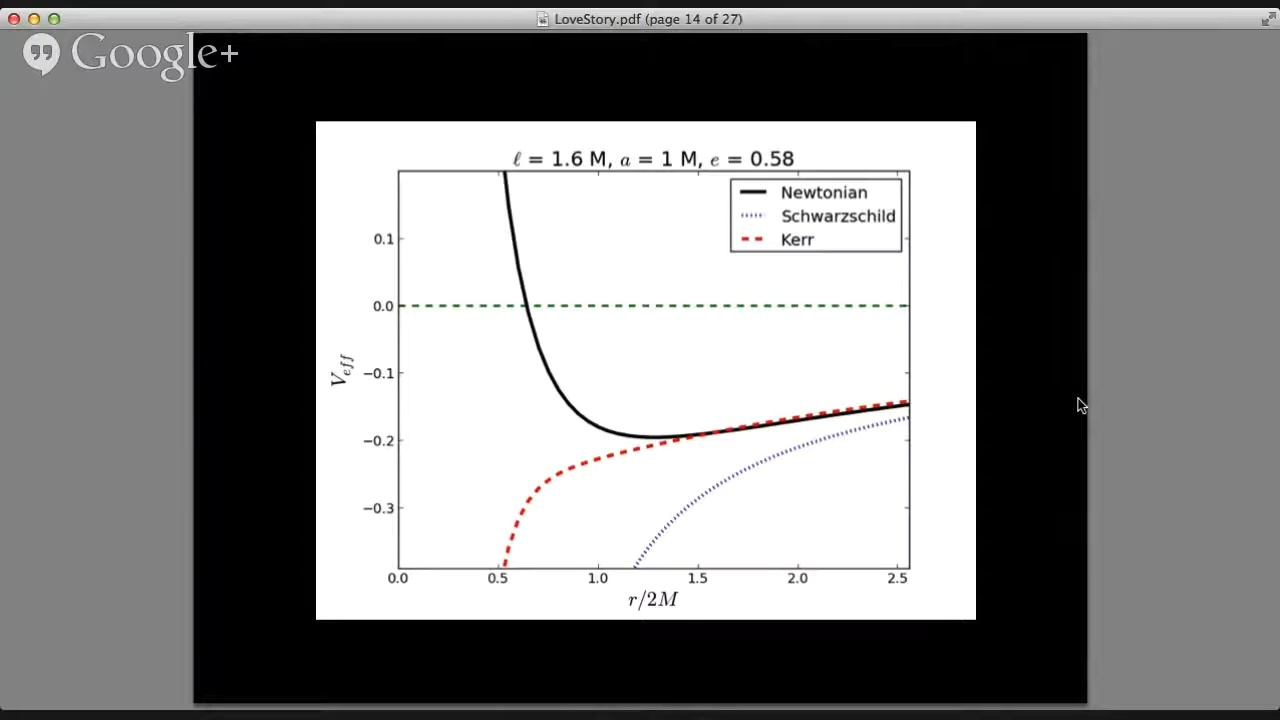 LoveStory.pdf (page 14 of 27)
Google+
ℓ = 1.6 M, a = 1 M, e = 0.58
Newtonian
Schwarzschild
Kerr
0.1
0.0
−0.1
−0.2
−0.3
V_eff
0.0 0.5 1.0 1.5 2.0 2.5
r/2M